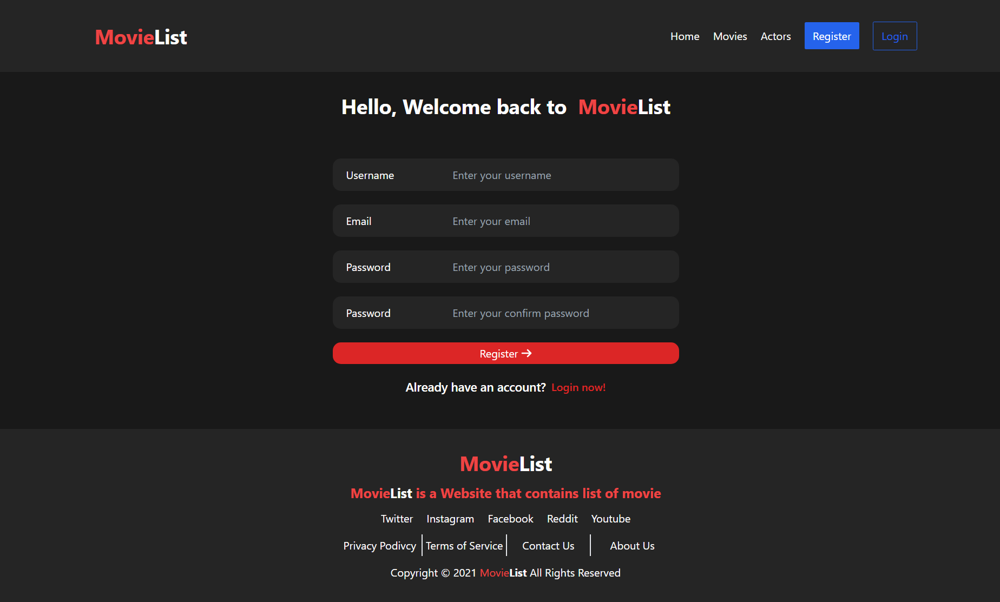 MovieList Home Movies Actors Register Login
Hello, Welcome back to MovieList
Username Enter your username
Email Enter your email
Password Enter your password
Password Enter your confirm password
Register →
Already have an account? Login now!
MovieList
MovieList is a Website that contains list of movie
Twitter Instagram Facebook Reddit Youtube
Privacy Podivcy Terms of Service Contact Us About Us
Copyright © 2021 MovieList All Rights Reserved